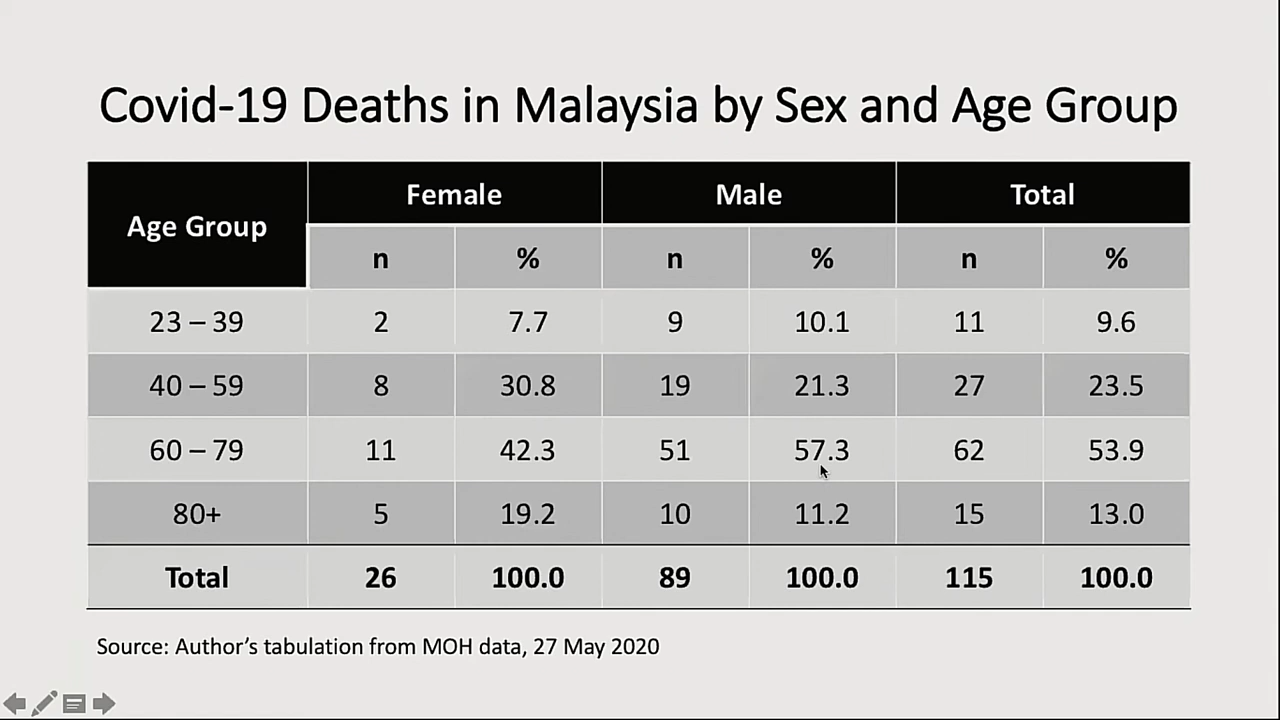 Covid-19 Deaths in Malaysia by Sex and Age Group
Age Group Female Male Total
n % n % n %
23 – 39 2 7.7 9 10.1 11 9.6
40 – 59 8 30.8 19 21.3 27 23.5
60 – 79 11 42.3 51 57.3 62 53.9
80+ 5 19.2 10 11.2 15 13.0
Total 26 100.0 89 100.0 115 100.0
Source: Author’s tabulation from MOH data, 27 May 2020